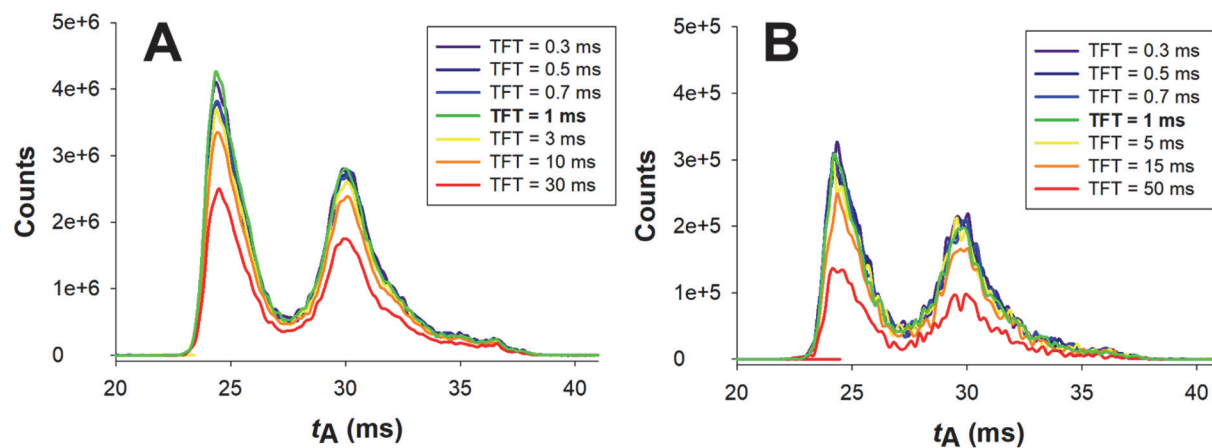 A
5e+6
4e+6
3e+6
2e+6
1e+6
0
Counts
20
25
30
35
40
tA (ms)
TFT = 0.3 ms
TFT = 0.5 ms
TFT = 0.7 ms
TFT = 1 ms
TFT = 3 ms
TFT = 10 ms
TFT = 30 ms
B
5e+5
4e+5
3e+5
2e+5
1e+5
0
Counts
20
25
30
35
40
tA (ms)
TFT = 0.3 ms
TFT = 0.5 ms
TFT = 0.7 ms
TFT = 1 ms
TFT = 5 ms
TFT = 15 ms
TFT = 50 ms